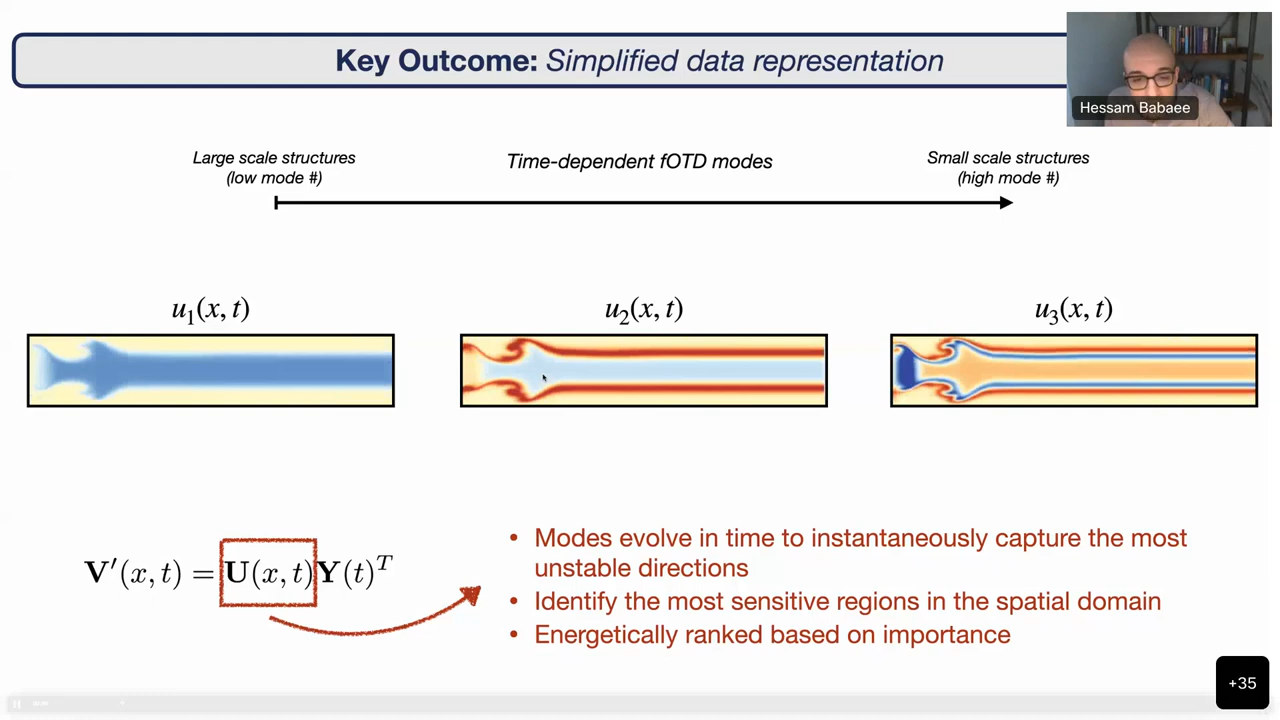 Key Outcome: Simplified data representation
Hessam Babaee
Large scale structures
(low mode #)
Time-dependent fOTD modes
Small scale structures
(high mode #)
u₁(x, t)
u₂(x, t)
u₃(x, t)
V′(x, t) = U(x, t)Y(t)ᵀ
• Modes evolve in time to instantaneously capture the most
unstable directions
• Identify the most sensitive regions in the spatial domain
• Energetically ranked based on importance
+35